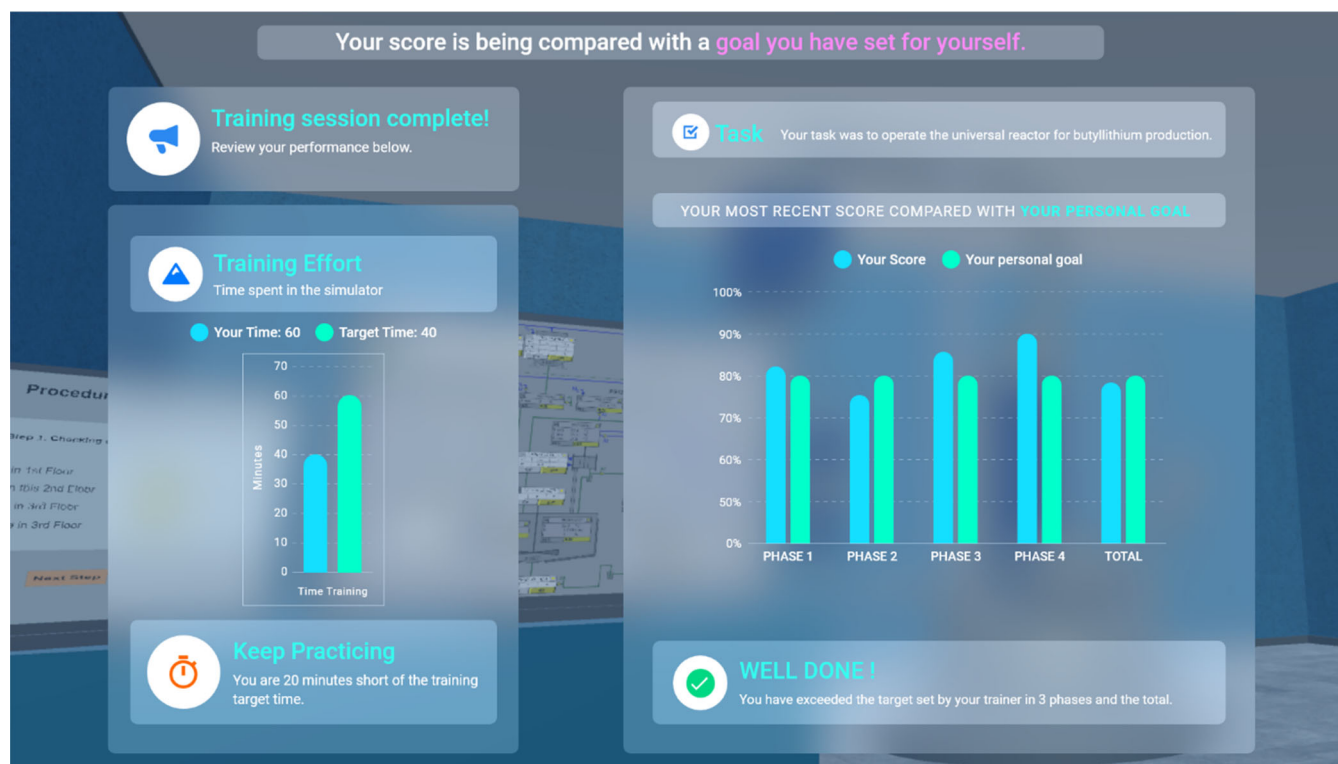 Your score is being compared with a goal you have set for yourself.
Training session complete!
Review your performance below.
Training Effort
Time spent in the simulator
Your Time: 60 Target Time: 40
70
60
50
40
30
20
10
0
Minutes
Time Training
Keep Practicing
You are 20 minutes short of the training
target time.
Task Your task was to operate the universal reactor for butyllithium production.
YOUR MOST RECENT SCORE COMPARED WITH YOUR PERSONAL GOAL
Your Score Your personal goal
100%
90%
80%
70%
60%
50%
0%
PHASE 1 PHASE 2 PHASE 3 PHASE 4 TOTAL
WELL DONE !
You have exceeded the target set by your trainer in 3 phases and the total.
Procedur
Step 1. Checking
in 1st Floor
this 2nd Floor
in 3rd Floor
in 3rd Floor
Next Step